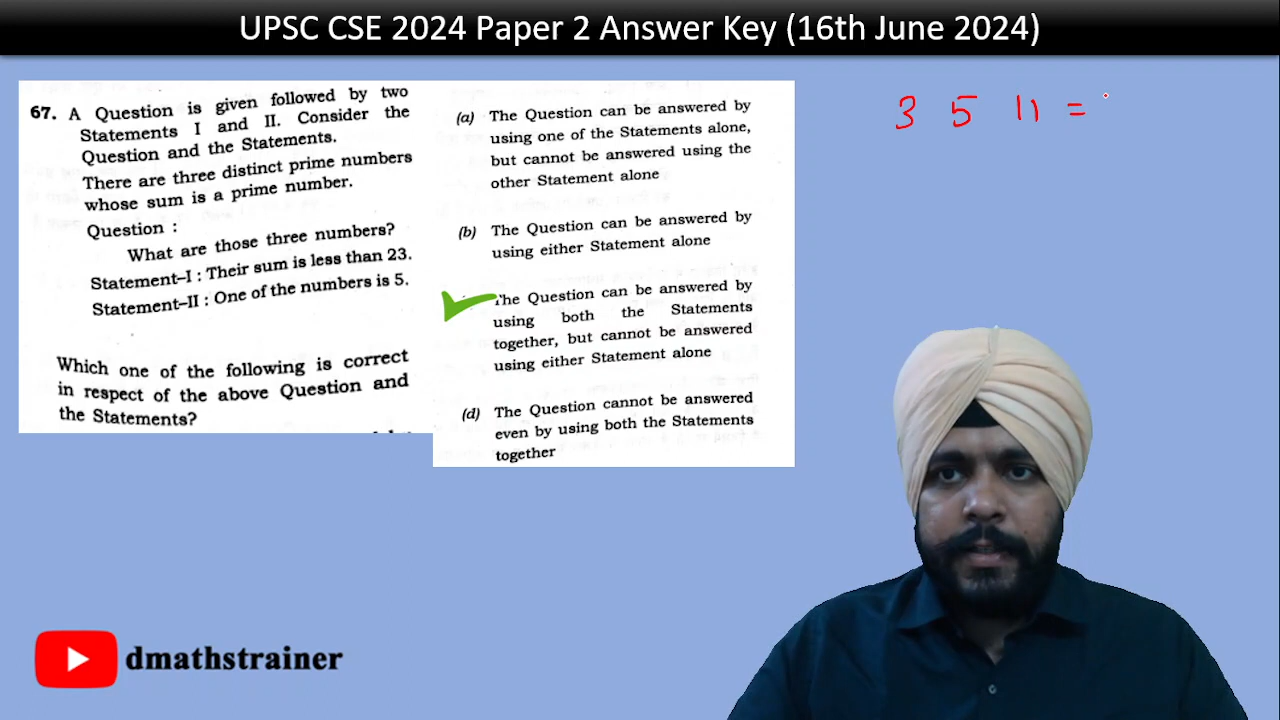 UPSC CSE 2024 Paper 2 Answer Key (16th June 2024)
67. A Question is given followed by two
Statements I and II. Consider the
Question and the Statements.
There are three distinct prime numbers
whose sum is a prime number.
Question :
What are those three numbers?
Statement–I : Their sum is less than 23.
Statement–II : One of the numbers is 5.
Which one of the following is correct
in respect of the above Question and
the Statements?
(a) The Question can be answered by
using one of the Statements alone,
but cannot be answered using the
other Statement alone
(b) The Question can be answered by
using either Statement alone
The Question can be answered by
using both the Statements
together, but cannot be answered
using either Statement alone
(d) The Question cannot be answered
even by using both the Statements
together
3 5 11 =
dmathstrainer